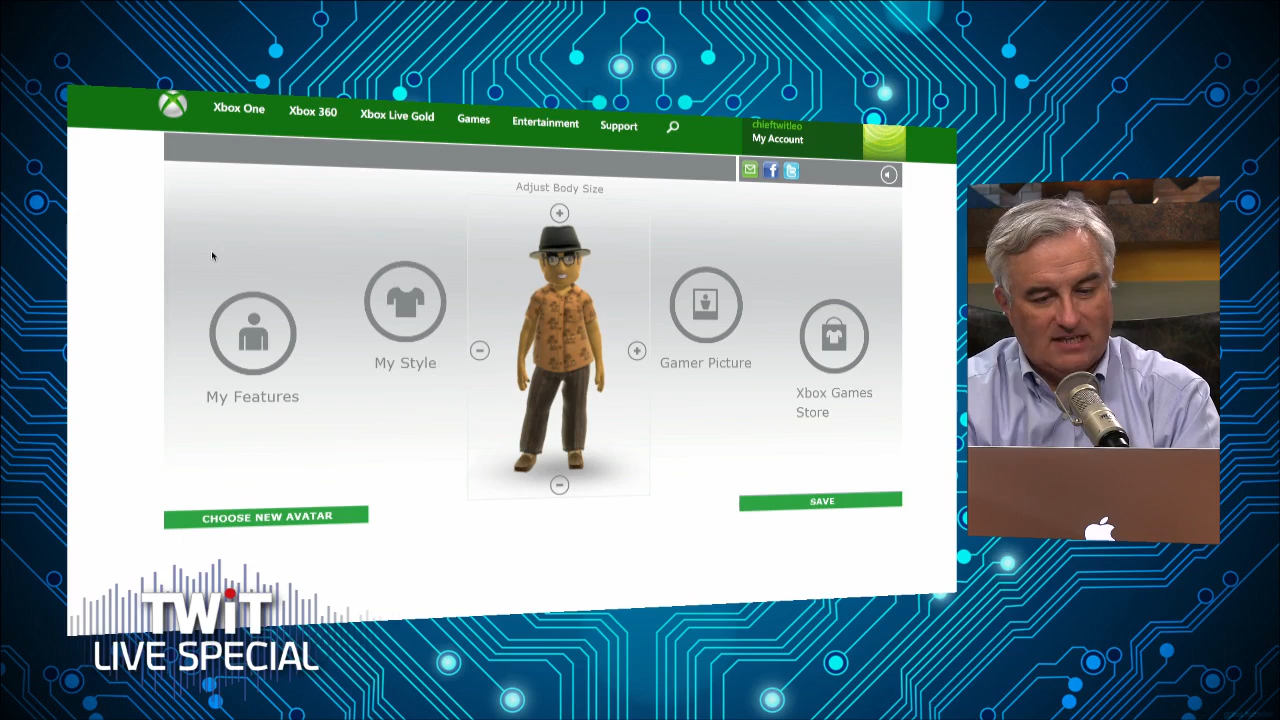 Xbox One
Xbox 360
Xbox Live Gold
Games
Entertainment
Support
chieftwitleo
My Account
Adjust Body Size
My Features
My Style
Gamer Picture
Xbox Games
Store
CHOOSE NEW AVATAR
SAVE
TWiT
LIVE SPECIAL